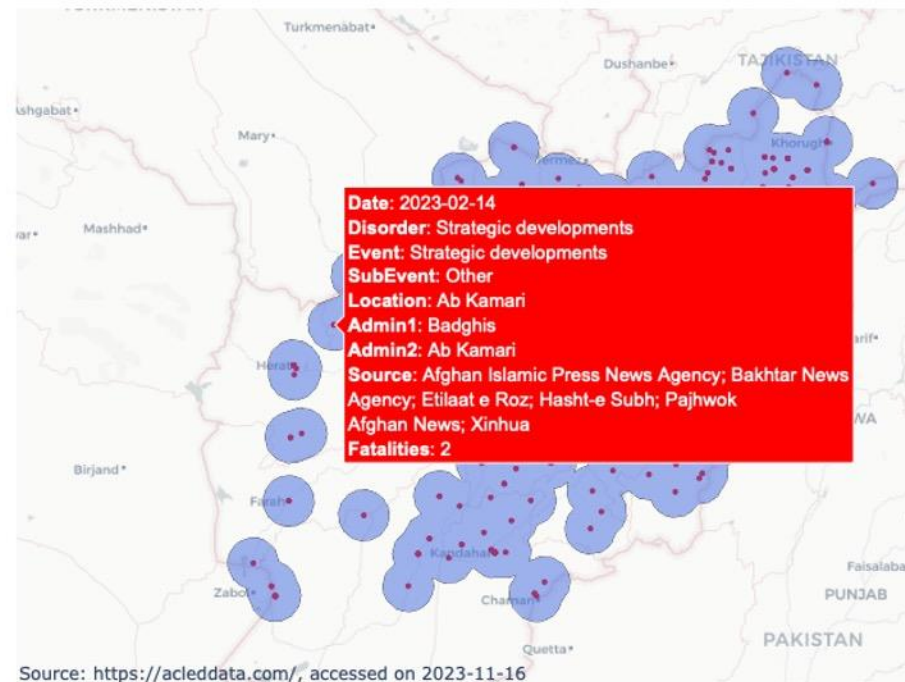 Turkmenabat
Dushanbe
TAJIKISTAN
Ashgabat
Mary
Khorugh
Mashhad
Date: 2023-02-14
Disorder: Strategic developments
Event: Strategic developments
SubEvent: Other
Location: Ab Kamari
Admin1: Badghis
Admin2: Ab Kamari
Source: Afghan Islamic Press News Agency; Bakhtar News
Agency; Etilaat e Roz; Hasht-e Subh; Pajhwok
Afghan News; Xinhua
Fatalities: 2
Herat
Birjand
Farah
Kandahar
Zabol
Chaman
Faisalaba
PUNJAB
Quetta
PAKISTAN
Source: https://acleddata.com/, accessed on 2023-11-16